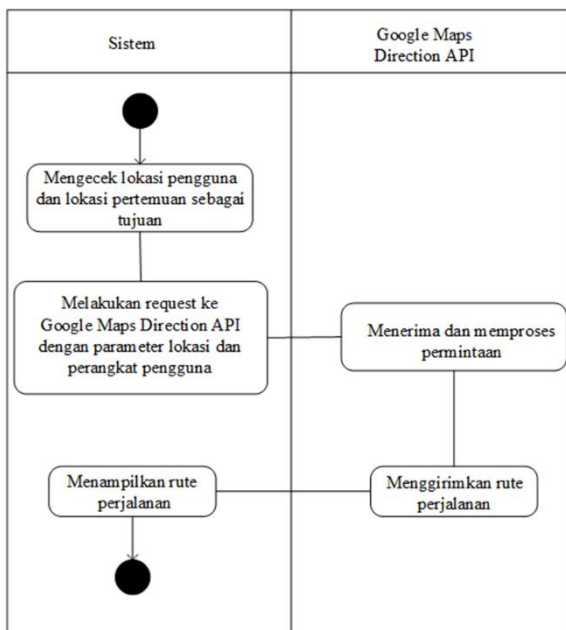 Sistem
Google Maps
Direction API
Mengecek lokasi pengguna
dan lokasi pertemuan sebagai
tujuan
Melakukan request ke
Google Maps Direction API
dengan parameter lokasi dan
perangkat pengguna
Menerima dan memproses
permintaan
Menggirimkan rute
perjalanan
Menampilkan rute
perjalanan